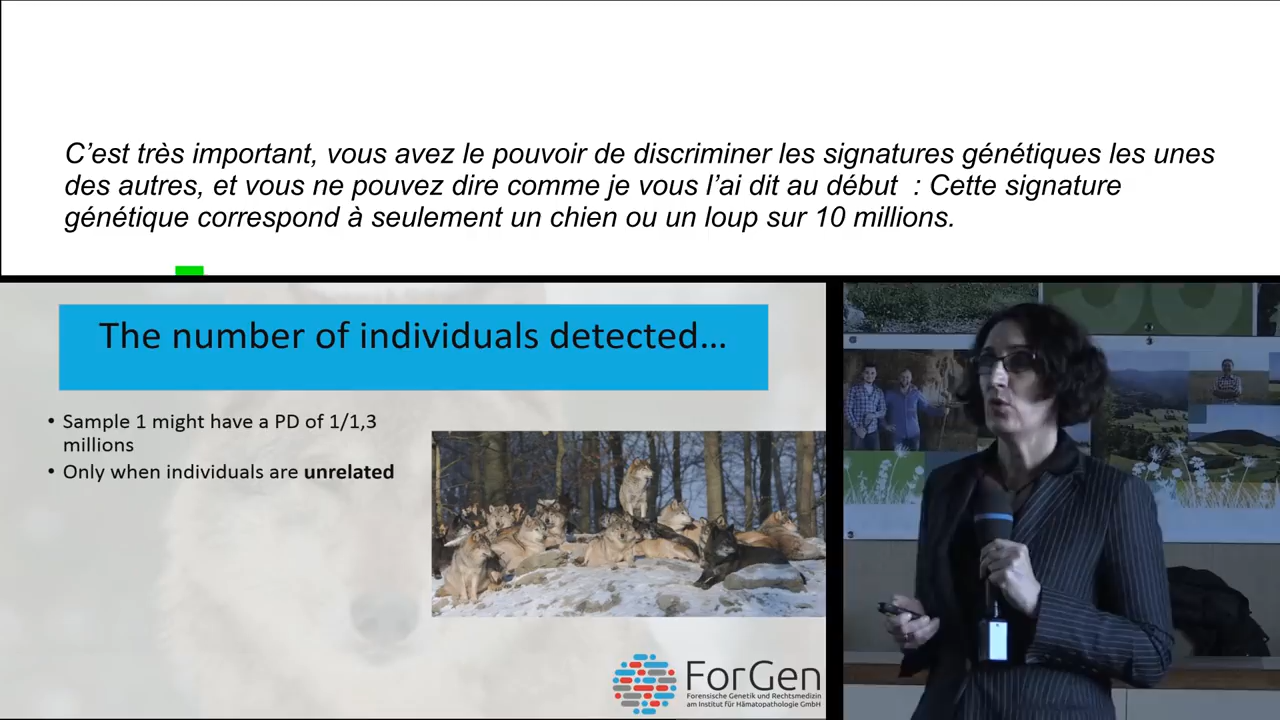 C’est très important, vous avez le pouvoir de discriminer les signatures génétiques les unes
des autres, et vous ne pouvez dire comme je vous l’ai dit au début  : Cette signature
génétique correspond à seulement un chien ou un loup sur 10 millions.
The number of individuals detected...
• Sample 1 might have a PD of 1/1,3
millions
• Only when individuals are unrelated
ForGen
Forensische Genetik und Rechtsmedizin
am Institut für Hämatopathologie GmbH